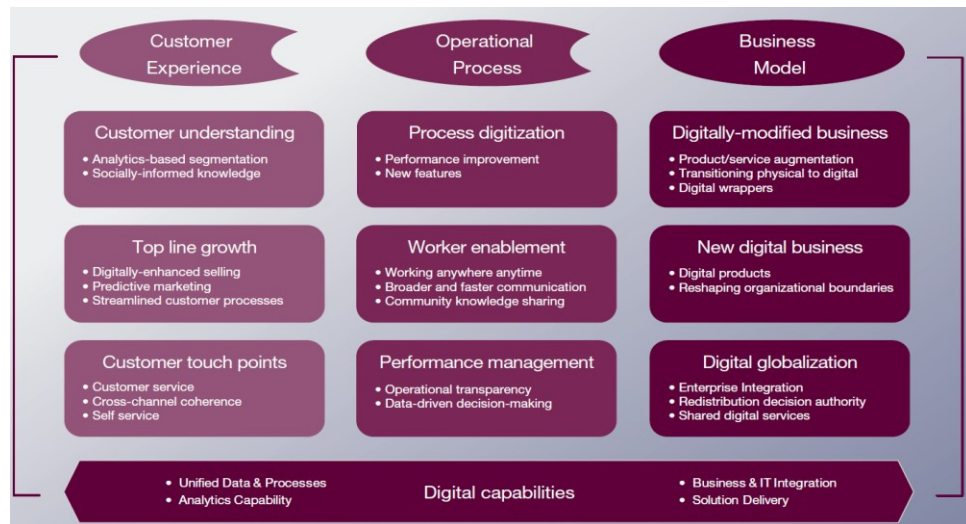 Customer
Experience
Operational
Process
Business
Model
Customer understanding
• Analytics-based segmentation
• Socially-informed knowledge
Process digitization
• Performance improvement
• New features
Digitally-modified business
• Product/service augmentation
• Transitioning physical to digital
• Digital wrappers
Top line growth
• Digitally-enhanced selling
• Predictive marketing
• Streamlined customer processes
Worker enablement
• Working anywhere anytime
• Broader and faster communication
• Community knowledge sharing
New digital business
• Digital products
• Reshaping organizational boundaries
Customer touch points
• Customer service
• Cross-channel coherence
• Self service
Performance management
• Operational transparency
• Data-driven decision-making
Digital globalization
• Enterprise Integration
• Redistribution decision authority
• Shared digital services
• Unified Data & Processes
• Analytics Capability
Digital capabilities
• Business & IT Integration
• Solution Delivery